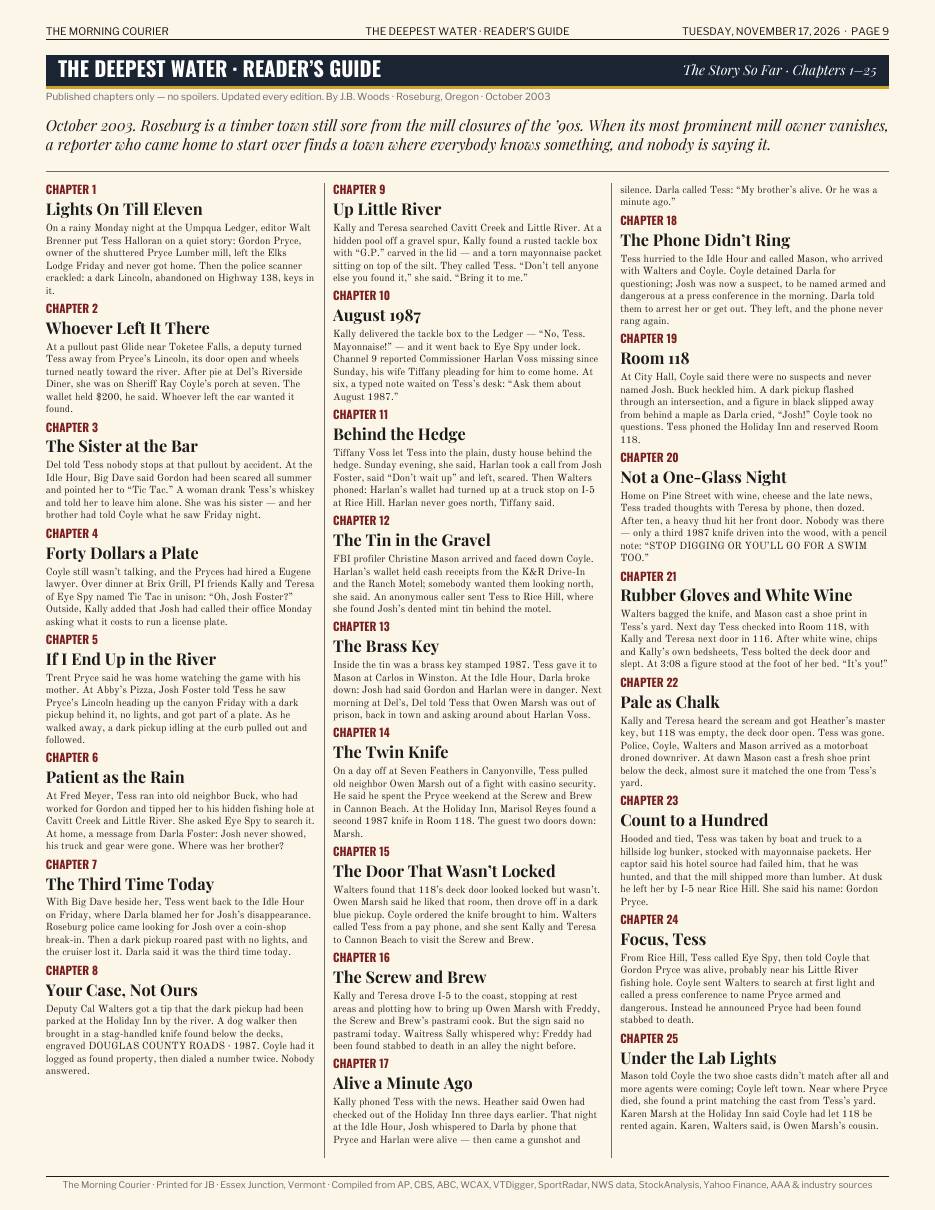 THE MORNING COURIER
THE DEEPEST WATER · READER'S GUIDE
TUESDAY, NOVEMBER 17, 2026 · PAGE 9
THE DEEPEST WATER · READER'S GUIDE
The Story So Far · Chapters 1–25
Published chapters only — no spoilers. Updated every edition. By J.B. Woods · Roseburg, Oregon · October 2003
October 2003. Roseburg is a timber town still sore from the mill closures of the '90s. When its most prominent mill owner vanishes,
a reporter who came home to start over finds a town where everybody knows something, and nobody is saying it.
CHAPTER 1
Lights On Till Eleven
On a rainy Monday night at the Umpqua Ledger, editor Walt
Brenner put Tess Halloran on a quiet story: Gordon Pryce,
owner of the shuttered Pryce Lumber mill, left the Elks
Lodge Friday and never got home. Then the police scanner
crackled: a dark Lincoln, abandoned on Highway 138, keys in
it.
CHAPTER 2
Whoever Left It There
At a pullout past Glide near Toketee Falls, a deputy turned
Tess away from Pryce's Lincoln, its door open and wheels
turned neatly toward the river. After pie at Del's Riverside
Diner, she was on Sheriff Ray Coyle's porch at seven. The
wallet held $200, he said. Whoever left the car wanted it
found.
CHAPTER 3
The Sister at the Bar
Del told Tess nobody stops at that pullout by accident. At the
Idle Hour, Big Dave said Gordon had been scared all summer
and pointed her to “Tic Tac.” A woman drank Tess's whiskey
and told her to leave him alone. She was his sister — and her
brother had told Coyle what he saw Friday night.
CHAPTER 4
Forty Dollars a Plate
Coyle still wasn't talking, and the Pryces had hired a Eugene
lawyer. Over dinner at Brix Grill, PI friends Kally and Teresa
of Eye Spy named Tic Tac in unison: “Oh, Josh Foster?”
Outside, Kally added that Josh had called their office Monday
asking what it costs to run a license plate.
CHAPTER 5
If I End Up in the River
Trent Pryce said he was home watching the game with his
mother. At Abby's Pizza, Josh Foster told Tess he saw
Pryce's Lincoln heading up the canyon Friday with a dark
pickup behind it, no lights, and got part of a plate. As he
walked away, a dark pickup idling at the curb pulled out and
followed.
CHAPTER 6
Patient as the Rain
At Fred Meyer, Tess ran into old neighbor Buck, who had
worked for Gordon and tipped her to his hidden fishing hole at
Cavitt Creek and Little River. She asked Eye Spy to search it.
At home, a message from Darla Foster: Josh never showed,
his truck and gear were gone. Where was her brother?
CHAPTER 7
The Third Time Today
With Big Dave beside her, Tess went back to the Idle Hour
on Friday, where Darla blamed her for Josh's disappearance.
Roseburg police came looking for Josh over a coin-shop
break-in. Then a dark pickup roared past with no lights, and
the cruiser lost it. Darla said it was the third time today.
CHAPTER 8
Your Case, Not Ours
Deputy Cal Walters got a tip that the dark pickup had been
parked at the Holiday Inn by the river. A dog walker then
brought in a stag-handled knife found below the decks,
engraved DOUGLAS COUNTY ROADS · 1987. Coyle had it
logged as found property, then dialed a number twice. Nobody
answered.
CHAPTER 9
Up Little River
Kally and Teresa searched Cavitt Creek and Little River. At a
hidden pool off a gravel spur, Kally found a rusted tackle box
with “G.P.” carved in the lid — and a torn mayonnaise packet
sitting on top of the silt. They called Tess. “Don't tell anyone
else you found it,” she said. “Bring it to me.”
CHAPTER 10
August 1987
Kally delivered the tackle box to the Ledger — “No, Tess.
Mayonnaise!” — and it went back to Eye Spy under lock.
Channel 9 reported Commissioner Harlan Voss missing since
Sunday, his wife Tiffany pleading for him to come home. At
six, a typed note waited on Tess's desk: “Ask them about
August 1987.”
CHAPTER 11
Behind the Hedge
Tiffany Voss let Tess into the plain, dusty house behind the
hedge. Sunday evening, she said, Harlan took a call from Josh
Foster, said “Don't wait up” and left, scared. Then Walters
phoned: Harlan's wallet had turned up at a truck stop on I-5
at Rice Hill. Harlan never goes north, Tiffany said.
CHAPTER 12
The Tin in the Gravel
FBI profiler Christine Mason arrived and faced down Coyle.
Harlan's wallet held cash receipts from the K&R Drive-In
and the Ranch Motel; somebody wanted them looking north,
she said. An anonymous caller sent Tess to Rice Hill, where
she found Josh's dented mint tin behind the motel.
CHAPTER 13
The Brass Key
Inside the tin was a brass key stamped 1987. Tess gave it to
Mason at Carlos in Winston. At the Idle Hour, Darla broke
down: Josh had said Gordon and Harlan were in danger. Next
morning at Del's, Del told Tess that Owen Marsh was out of
prison, back in town and asking around about Harlan Voss.
CHAPTER 14
The Twin Knife
On a day off at Seven Feathers in Canyonville, Tess pulled
old neighbor Owen Marsh out of a fight with casino security.
He said he spent the Pryce weekend at the Screw and Brew
in Cannon Beach. At the Holiday Inn, Marisol Reyes found a
second 1987 knife in Room 118. The guest two doors down:
Marsh.
CHAPTER 15
The Door That Wasn't Locked
Walters found that 118's deck door looked locked but wasn't.
Owen Marsh said he liked that room, then drove off in a dark
blue pickup. Coyle ordered the knife brought to him. Walters
called Tess from a pay phone, and she sent Kally and Teresa
to Cannon Beach to visit the Screw and Brew.
CHAPTER 16
The Screw and Brew
Kally and Teresa drove I-5 to the coast, stopping at rest
areas and plotting how to bring up Owen Marsh with Freddy,
the Screw and Brew's pastrami cook. But the sign said no
pastrami today. Waitress Sally whispered why: Freddy had
been found stabbed to death in an alley the night before.
CHAPTER 17
Alive a Minute Ago
Kally phoned Tess with the news. Heather said Owen had
checked out of the Holiday Inn three days earlier. That night
at the Idle Hour, Josh whispered to Darla by phone that
Pryce and Harlan were alive — then came a gunshot and
silence. Darla called Tess: “My brother's alive. Or he was a
minute ago.”
CHAPTER 18
The Phone Didn't Ring
Tess hurried to the Idle Hour and called Mason, who arrived
with Walters and Coyle. Coyle detained Darla for
questioning; Josh was now a suspect, to be named armed and
dangerous at a press conference in the morning. Darla told
them to arrest her or get out. They left, and the phone never
rang again.
CHAPTER 19
Room 118
At City Hall, Coyle said there were no suspects and never
named Josh. Buck heckled him. A dark pickup flashed
through an intersection, and a figure in black slipped away
from behind a maple as Darla cried, “Josh!” Coyle took no
questions. Tess phoned the Holiday Inn and reserved Room
118.
CHAPTER 20
Not a One-Glass Night
Home on Pine Street with wine, cheese and the late news,
Tess traded thoughts with Teresa by phone, then dozed.
After ten, a heavy thud hit her front door. Nobody was there
— only a third 1987 knife driven into the wood, with a pencil
note: “STOP DIGGING OR YOU'LL GO FOR A SWIM
TOO.”
CHAPTER 21
Rubber Gloves and White Wine
Walters bagged the knife, and Mason cast a shoe print in
Tess's yard. Next day Tess checked into Room 118, with
Kally and Teresa next door in 116. After white wine, chips
and Kally's own bedsheets, Tess bolted the deck door and
slept. At 3:08 a figure stood at the foot of her bed. “It's you!”
CHAPTER 22
Pale as Chalk
Kally and Teresa heard the scream and got Heather's master
key, but 118 was empty, the deck door open. Tess was gone.
Police, Coyle, Walters and Mason arrived as a motorboat
droned downriver. At dawn Mason cast a fresh shoe print
below the deck, almost sure it matched the one from Tess's
yard.
CHAPTER 23
Count to a Hundred
Hooded and tied, Tess was taken by boat and truck to a
hillside log bunker, stocked with mayonnaise packets. Her
captor said his hotel source had failed him, that he was
hunted, and that the mill shipped more than lumber. At dusk
he left her by I-5 near Rice Hill. She said his name: Gordon
Pryce.
CHAPTER 24
Focus, Tess
From Rice Hill, Tess called Eye Spy, then told Coyle that
Gordon Pryce was alive, probably near his Little River
fishing hole. Coyle sent Walters to search at first light and
called a press conference to name Pryce armed and
dangerous. Instead he announced Pryce had been found
stabbed to death.
CHAPTER 25
Under the Lab Lights
Mason told Coyle the two shoe casts didn't match after all and
more agents were coming; Coyle left town. Near where Pryce
died, she found a print matching the cast from Tess's yard.
Karen Marsh at the Holiday Inn said Coyle had let 118 be
rented again. Karen, Walters said, is Owen Marsh's cousin.
The Morning Courier · Printed for JB · Essex Junction, Vermont · Compiled from AP, CBS, ABC, WCAX, VTDigger, SportRadar, NWS data, StockAnalysis, Yahoo Finance, AAA & industry sources